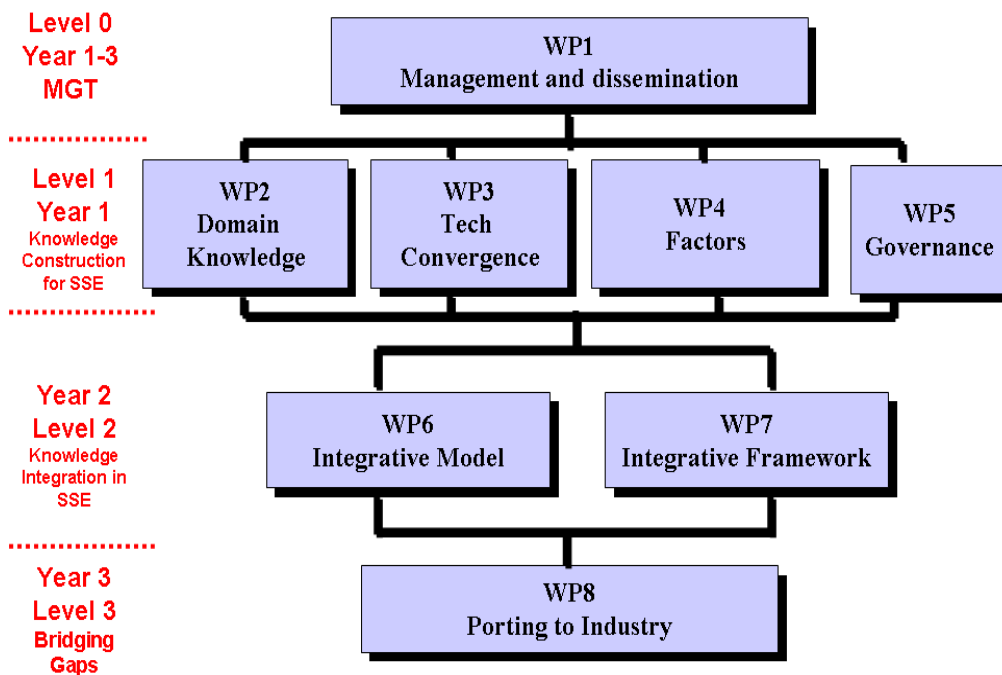 Level 0
Year 1-3
MGT
WP1
Management and dissemination
Level 1
Year 1
Knowledge
Construction
for SSE
WP2
Domain
Knowledge
WP3
Tech
Convergence
WP4
Factors
WP5
Governance
Year 2
Level 2
Knowledge
Integration in
SSE
WP6
Integrative Model
WP7
Integrative Framework
Year 3
Level 3
Bridging
Gaps
WP8
Porting to Industry